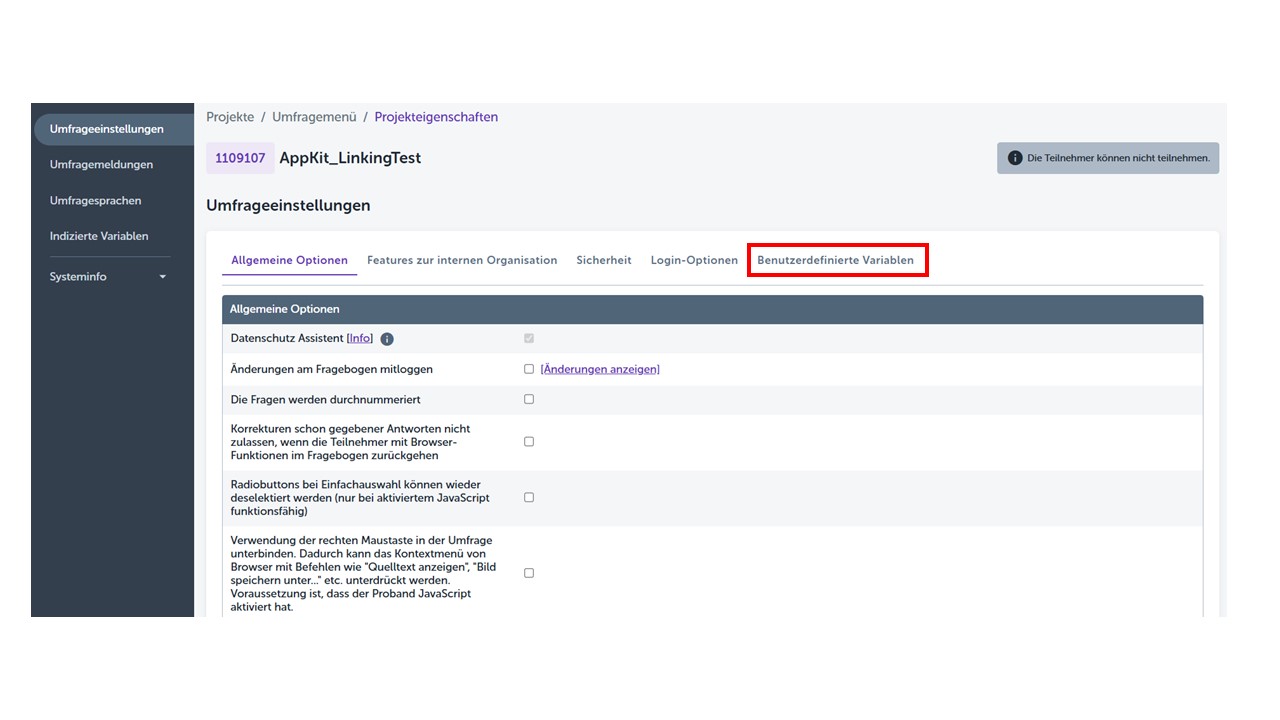 Umfrageeinstellungen
Umfragemeldungen
Umfragesprachen
Indizierte Variablen
Systeminfo
Projekte / Umfragemenü / Projekteigenschaften
1109107 AppKit_LinkingTest
Die Teilnehmer können nicht teilnehmen.
Umfrageeinstellungen
Allgemeine Optionen Features zur internen Organisation Sicherheit Login-Optionen Benutzerdefinierte Variablen
Allgemeine Optionen
Datenschutz Assistent [Info]
Änderungen am Fragebogen mitloggen [Änderungen anzeigen]
Die Fragen werden durchnummeriert
Korrekturen schon gegebener Antworten nicht
zulassen, wenn die Teilnehmer mit Browser-
Funktionen im Fragebogen zurückgehen
Radiobuttons bei Einfachauswahl können wieder
deselektiert werden (nur bei aktiviertem JavaScript
funktionsfähig)
Verwendung der rechten Maustaste in der Umfrage
unterbinden. Dadurch kann das Kontextmenü von
Browser mit Befehlen wie "Quelltext anzeigen", "Bild
speichern unter..." etc. unterdrückt werden.
Voraussetzung ist, dass der Proband JavaScript
aktiviert hat.